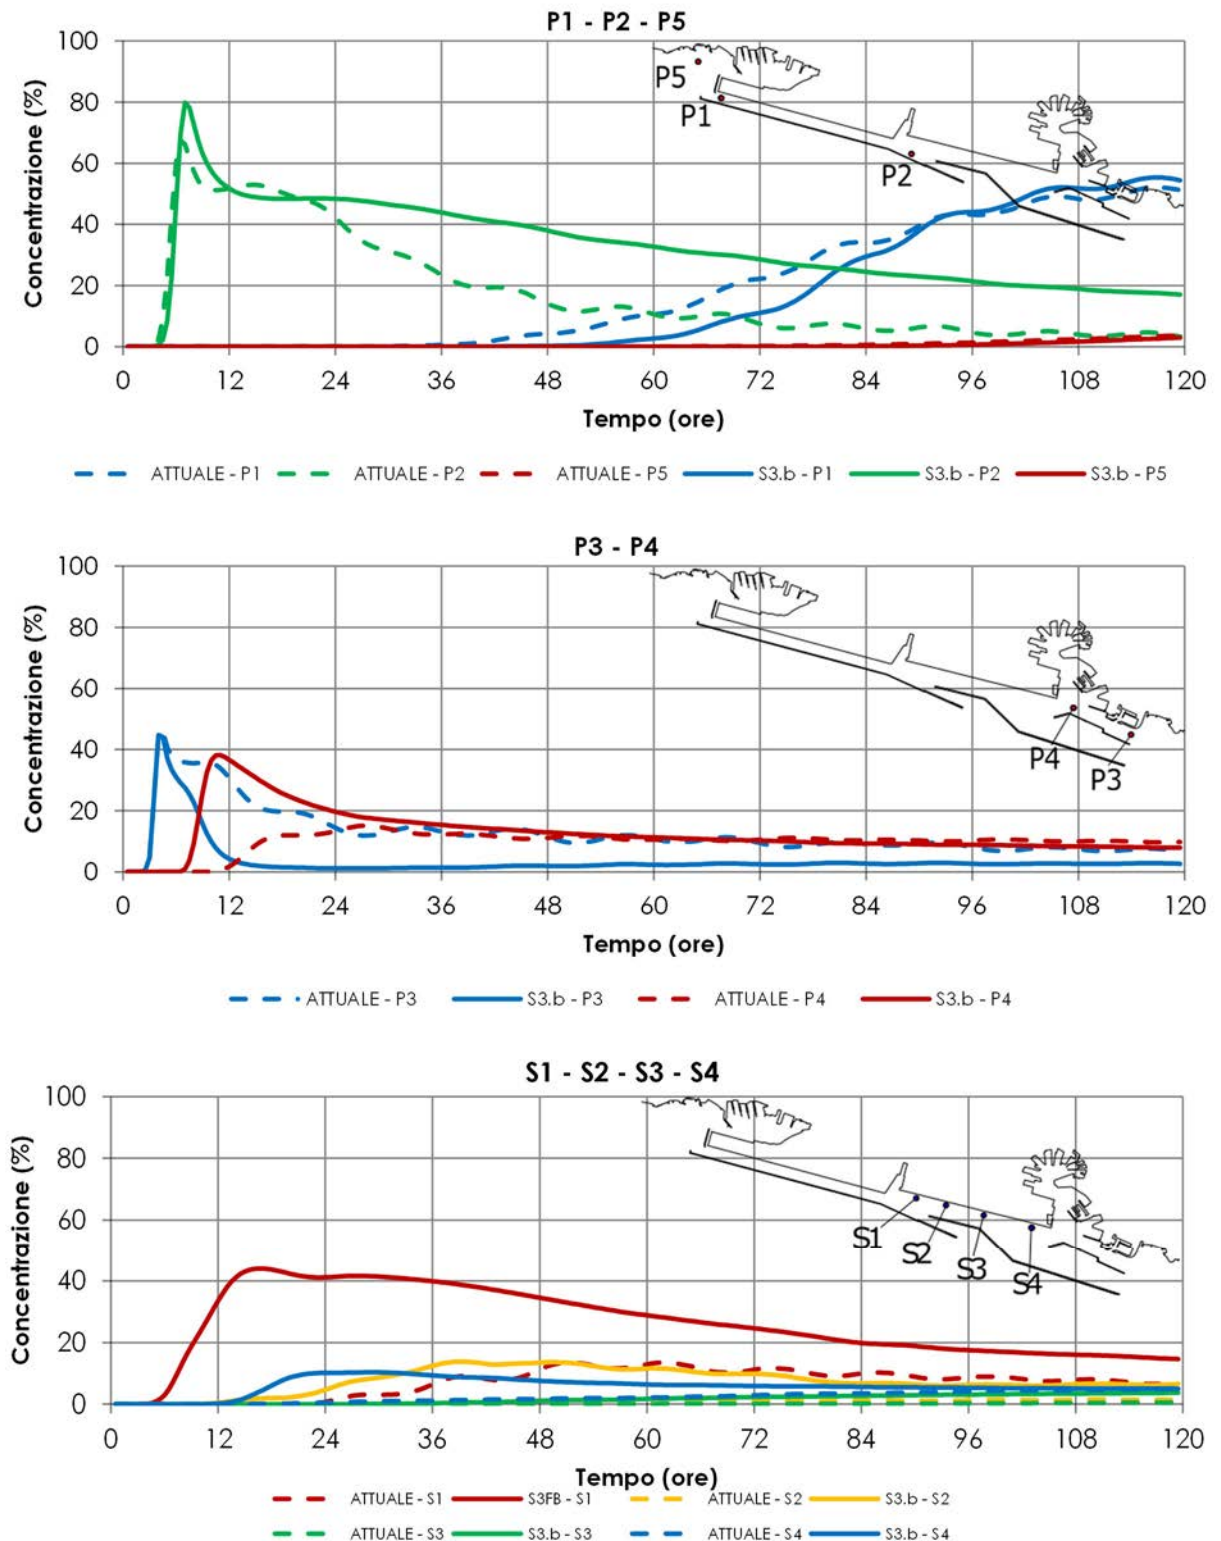 P1 - P2 - P5
Concentrazione (%)
100
80
60
40
20
0
P5
P1
P2
0 12 24 36 48 60 72 84 96 108 120
Tempo (ore)
ATTUALE - P1 ATTUALE - P2 ATTUALE - P5 S3.b - P1 S3.b - P2 S3.b - P5
P3 - P4
Concentrazione (%)
100
80
60
40
20
0
P4
P3
0 12 24 36 48 60 72 84 96 108 120
Tempo (ore)
ATTUALE - P3 S3.b - P3 ATTUALE - P4 S3.b - P4
S1 - S2 - S3 - S4
Concentrazione (%)
100
80
60
40
20
0
S1
S2
S3
S4
0 12 24 36 48 60 72 84 96 108 120
Tempo (ore)
ATTUALE - S1 S3FB - S1 ATTUALE - S2 S3.b - S2
ATTUALE - S3 S3.b - S3 ATTUALE - S4 S3.b - S4